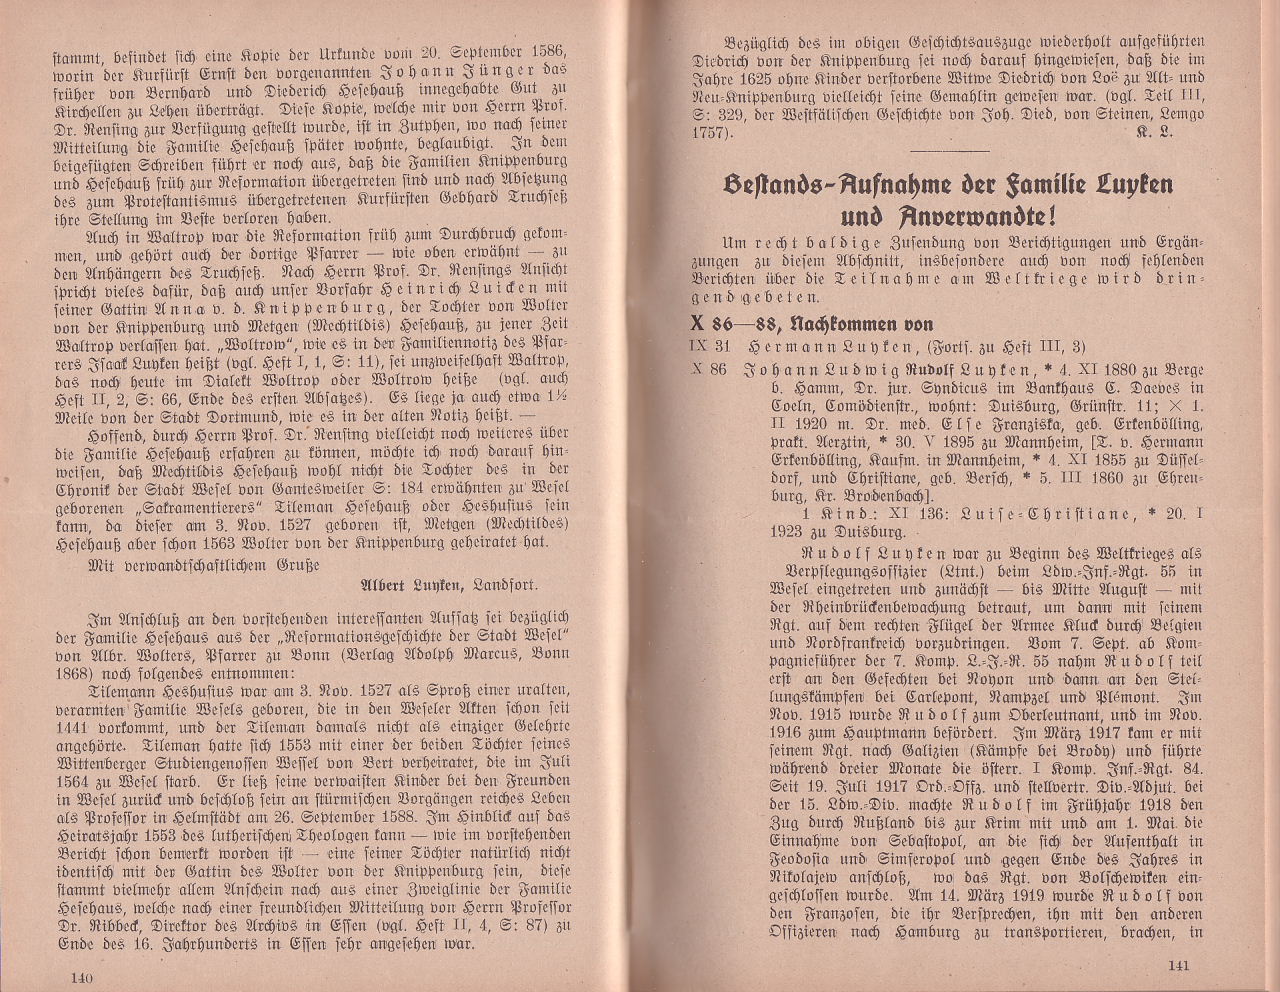 stammt, befindet sich eine Kopie der Urkunde vom 20. September 1586,
worin der Kurfürst Ernst den vorgenannten Johann Jünger das
früher von Bernhard und Diederich Hesehauß innegehabte Gut zu
Kirchellen zu Lehen überträgt. Diese Kopie, welche mir von Herrn Prof.
Dr. Rensing zur Verfügung gestellt wurde, ist in Zutphen, wo nach seiner
Mitteilung die Familie Hesehauß später wohnte, beglaubigt. In dem
beigefügten Schreiben führt er noch aus, daß die Familien Knippenburg
und Hesehauß früh zur Reformation übergetreten sind und nach Absetzung
des zum Protestantismus übergetretenen Kurfürsten Gebhard Truchseß
ihre Stellung im Veste verloren haben.
Auch in Waltrop war die Reformation früh zum Durchbruch gekom-
men, und gehört auch der dortige Pfarrer — wie oben erwähnt — zu
den Anhängern des Truchseß. Nach Herrn Prof. Dr. Rensings Ansicht
spricht vieles dafür, daß auch unser Vorfahr Heinrich Luicken mit
seiner Gattin Anna v. d. Knippenburg, der Tochter von Wolter
von der Knippenburg und Metgen (Mechtildis) Hesehauß, zu jener Zeit
Waltrop verlassen hat. „Woltrow", wie es in der Familiennotiz des Pfar-
rers Isaak Luyken heißt (vgl. Heft I, 1, S: 11), sei unzweifelhaft Waltrop,
das noch heute im Dialekt Woltrop oder Woltrow heiße (vgl. auch
Heft II, 2, S: 66, Ende des ersten Absatzes). Es liege ja auch etwa 1½
Meile von der Stadt Dortmund, wie es in der alten Notiz heißt. —
Hoffend, durch Herrn Prof. Dr. Rensing vielleicht noch weiteres über
die Familie Hesehauß erfahren zu können, möchte ich noch darauf hin-
weisen, daß Mechtildis Hesehauß wohl nicht die Tochter des in der
Chronik der Stadt Wesel von Gantesweiler S: 184 erwähnten zu Wesel
geborenen „Sakramentierers" Tileman Hesehauß oder Heshusius sein
kann, da dieser am 3. Nov. 1527 geboren ist, Metgen (Mechtildes)
Hesehauß aber schon 1563 Wolter von der Knippenburg geheiratet hat.
Mit verwandtschaftlichem Gruße
Albert Luyken, Landfort.
Im Anschluß an den vorstehenden interessanten Aufsatz sei bezüglich
der Familie Hesehaus aus der „Reformationsgeschichte der Stadt Wesel"
von Albr. Wolters, Pfarrer zu Bonn (Verlag Adolph Marcus, Bonn
1868) noch folgendes entnommen:
Tilemann Heshusius war am 3. Nov. 1527 als Sproß einer uralten,
verarmten Familie Wesels geboren, die in den Weseler Akten schon seit
1441 vorkommt, und der Tileman damals nicht als einziger Gelehrte
angehörte. Tileman hatte sich 1553 mit einer der beiden Töchter seines
Wittenberger Studiengenossen Wessel von Bert verheiratet, die im Juli
1564 zu Wesel starb. Er ließ seine verwaisten Kinder bei den Freunden
in Wesel zurück und beschloß sein an stürmischen Vorgängen reiches Leben
als Professor in Helmstädt am 26. September 1588. Im Hinblick auf das
Heiratsjahr 1553 des lutherischen Theologen kann — wie im vorstehenden
Bericht schon bemerkt worden ist — eine seiner Töchter natürlich nicht
identisch mit der Gattin des Wolter von der Knippenburg sein, diese
stammt vielmehr allem Anschein nach aus einer Zweiglinie der Familie
Hesehaus, welche nach einer freundlichen Mitteilung von Herrn Professor
Dr. Ribbeck, Direktor des Archivs in Essen (vgl. Heft II, 4, S: 87) zu
Ende des 16. Jahrhunderts in Essen sehr angesehen war.
140
Bezüglich des im obigen Geschichtsauszuge wiederholt aufgeführten
Diedrich von der Knippenburg sei noch darauf hingewiesen, daß die im
Jahre 1625 ohne Kinder verstorbene Witwe Diedrich von Loë zu Alt- und
Neu-Knippenburg vielleicht seine Gemahlin gewesen war. (vgl. Teil III,
S: 329, der Westfälischen Geschichte von Joh. Died, von Steinen, Lemgo
1757). K. L.
Bestands-Aufnahme der Familie Luyken
und Anverwandte!
Um recht baldige Zusendung von Berichtigungen und Ergän-
zungen zu diesem Abschnitt, insbesondere auch von noch fehlenden
Berichten über die Teilnahme am Weltkriege wird drin-
gend gebeten.
X 86—88, Nachkommen von
IX 31 Hermann Luyken, (Forts. zu Heft III, 3)
X 86 Johann Ludwig Rudolf Luyken, * 4. XI 1880 zu Berge
b. Hamm, Dr. jur. Syndicus im Bankhaus C. Daeves in
Coeln, Comödienstr., wohnt: Duisburg, Grünstr. 11; × 1.
II 1920 m. Dr. med. Else Franziska, geb. Erkenbölling,
prakt. Aerztin, * 30. V 1895 zu Mannheim, [T. v. Hermann
Erkenbölling, Kaufm. in Mannheim, * 4. XI 1855 zu Düssel-
dorf, und Christiane, geb. Bersch, * 5. III 1860 zu Ehren-
burg, Kr. Brodenbach].
1 Kind: XI 136: Luise-Christiane, * 20. I
1923 zu Duisburg.
Rudolf Luyken war zu Beginn des Weltkrieges als
Verpflegungsoffizier (Ltnt.) beim Ldw.-Inf.-Rgt. 55 in
Wesel eingetreten und zunächst — bis Mitte August — mit
der Rheinbrückenbewachung betraut, um dann mit seinem
Rgt. auf dem rechten Flügel der Armee Kluck durch Belgien
und Nordfrankreich vorzudringen. Vom 7. Sept. ab Kom-
pagnieführer der 7. Komp. L.-J.-R. 55 nahm Rudolf teil
erst an den Gefechten bei Noyon und dann an den Stel-
lungskämpfen bei Carlepont, Nampzel und Plémont. Im
Nov. 1915 wurde Rudolf zum Oberleutnant, und im Nov.
1916 zum Hauptmann befördert. Im März 1917 kam er mit
seinem Rgt. nach Galizien (Kämpfe bei Brody) und führte
während dreier Monate die österr. I Komp. Inf.-Rgt. 84.
Seit 19. Juli 1917 Ord.-Offz. und stellvertr. Div.-Adjut. bei
der 15. Ldw.-Div. machte Rudolf im Frühjahr 1918 den
Zug durch Rußland bis zur Krim mit und am 1. Mai die
Einnahme von Sebastopol, an die sich der Aufenthalt in
Feodosia und Simferopol und gegen Ende des Jahres in
Nikolajew anschloß, wo das Rgt. von Bolschewiken ein-
geschlossen wurde. Am 14. März 1919 wurde Rudolf von
den Franzosen, die ihr Versprechen, ihn mit den anderen
Offizieren nach Hamburg zu transportieren, brachen, in
141